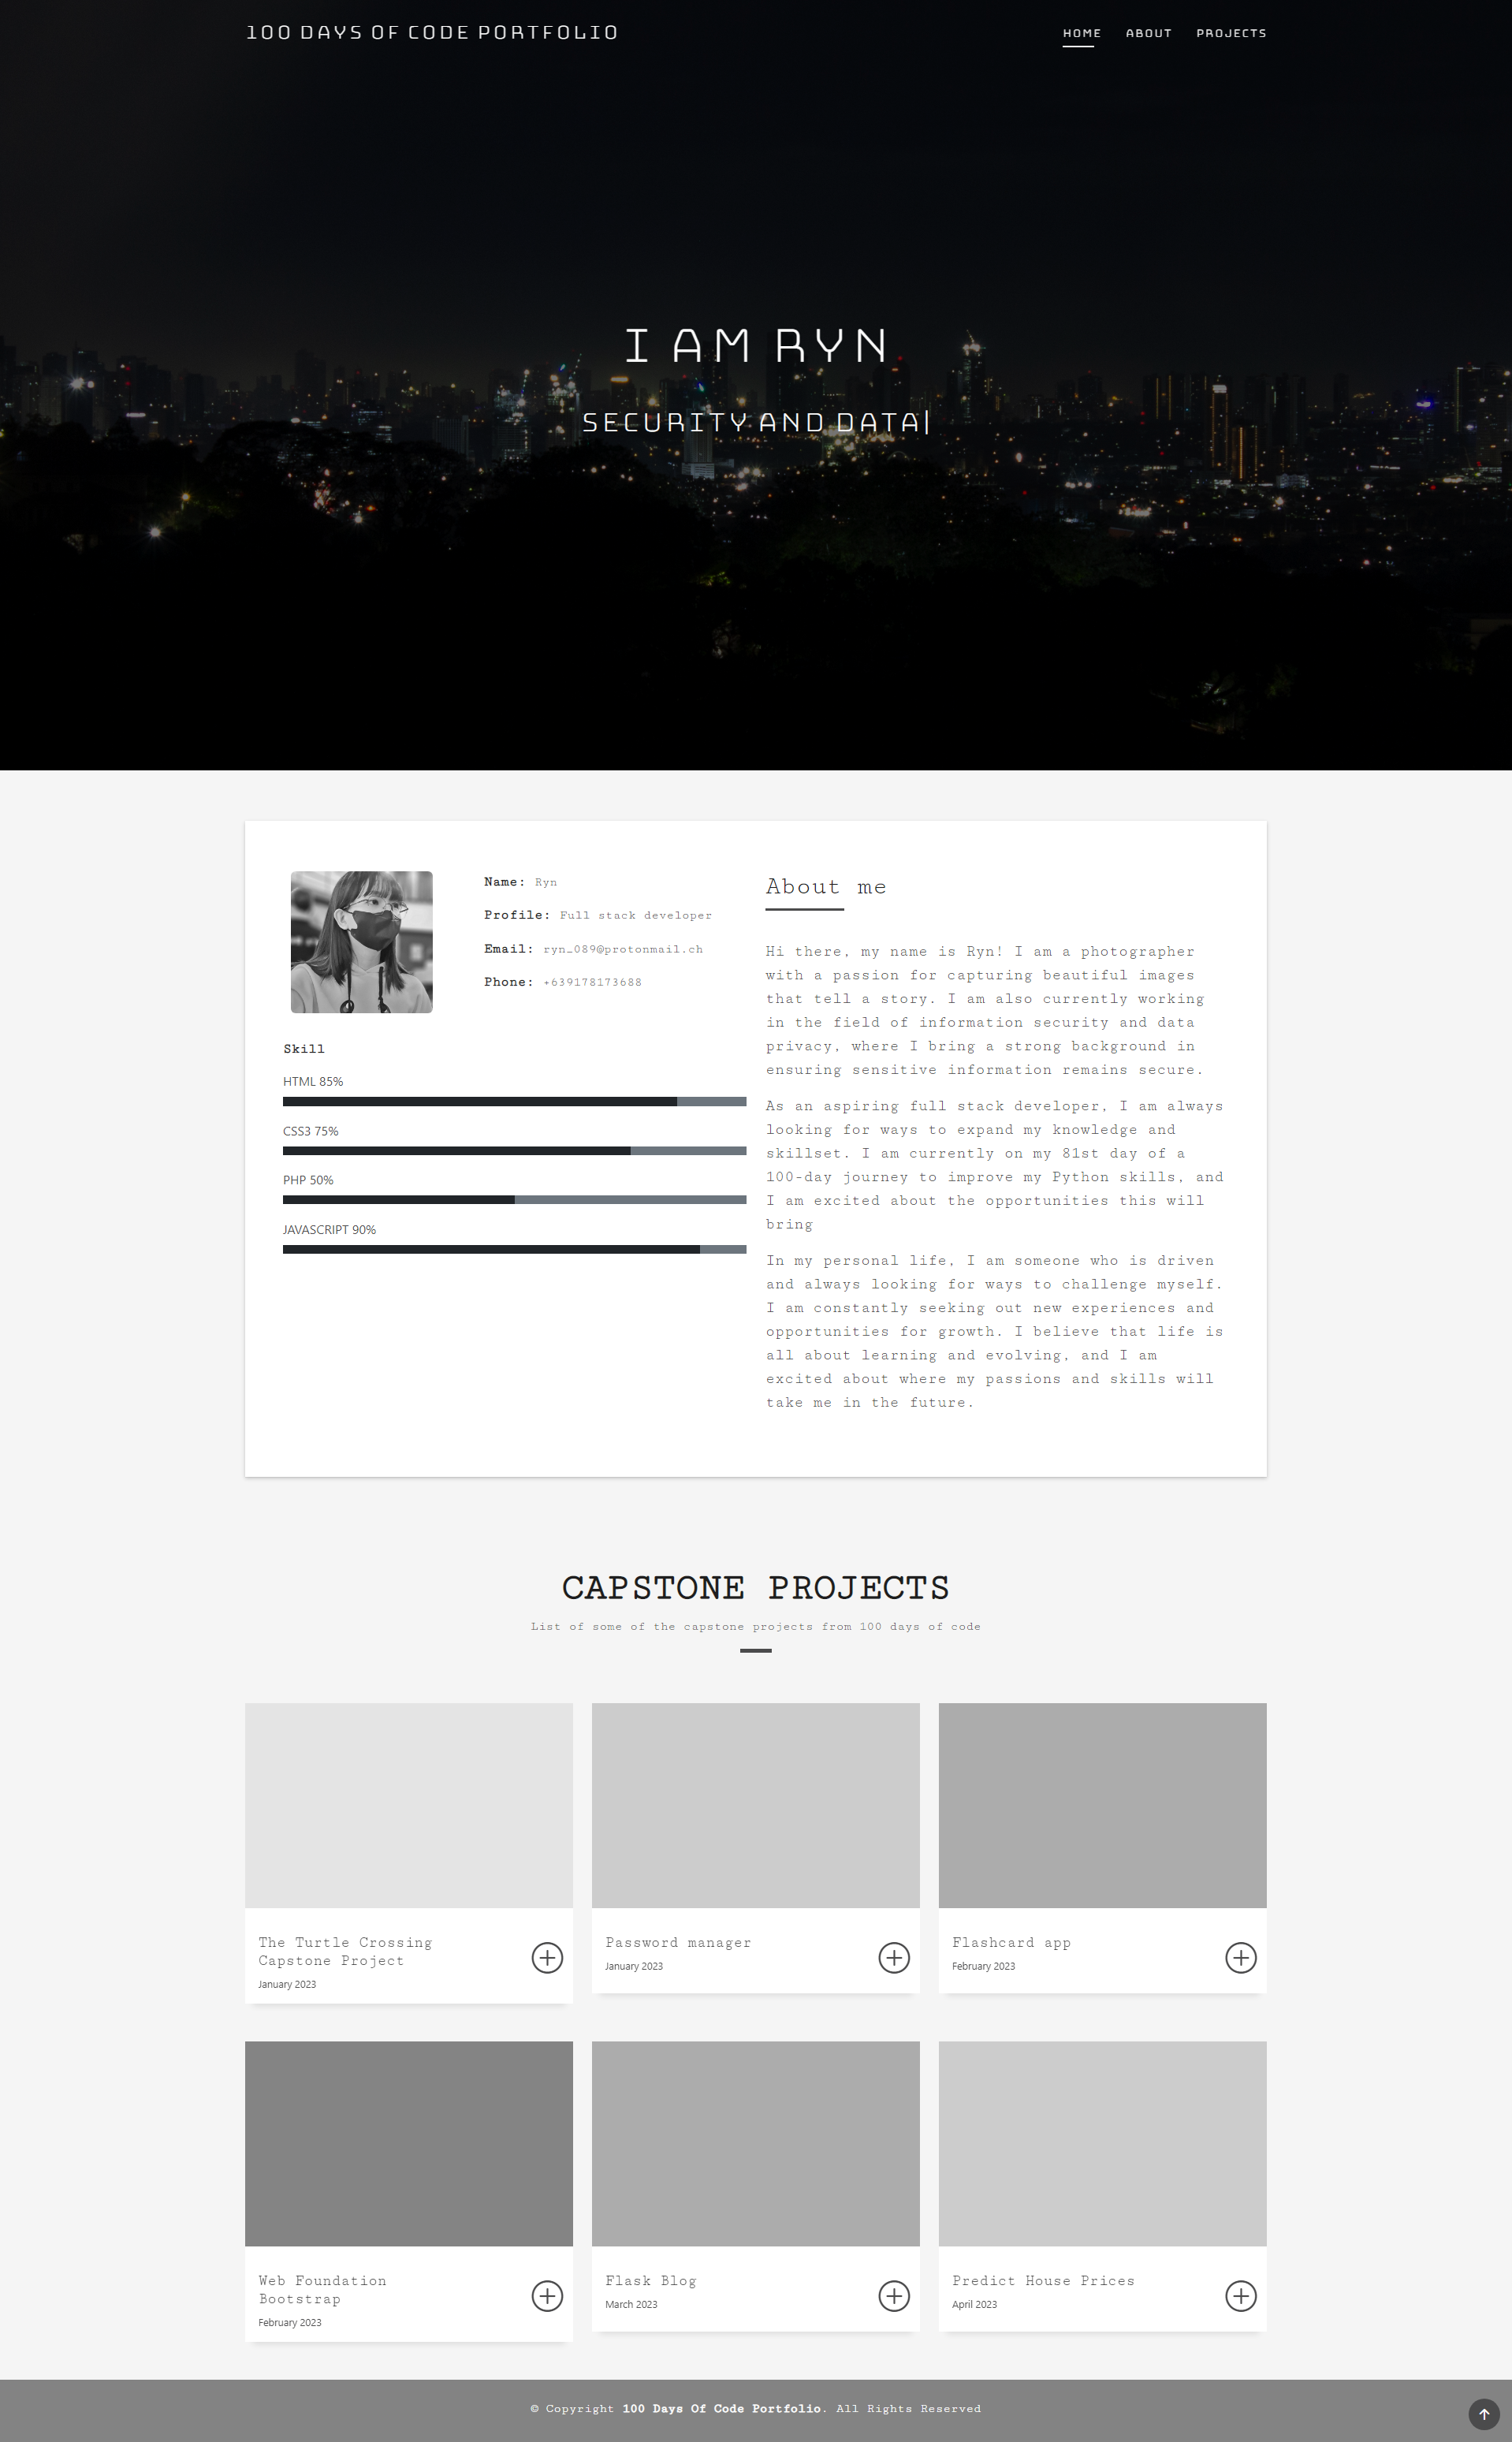 100 DAYS OF CODE PORTFOLIO
HOME ABOUT PROJECTS
I AM RYN
SECURITY AND DATA|
Name: Ryn
Profile: Full stack developer
Email: ryn_089@protonmail.ch
Phone: +639178173688
Skill
HTML 85%
CSS3 75%
PHP 50%
JAVASCRIPT 90%
About me
Hi there, my name is Ryn! I am a photographer
with a passion for capturing beautiful images
that tell a story. I am also currently working
in the field of information security and data
privacy, where I bring a strong background in
ensuring sensitive information remains secure.
As an aspiring full stack developer, I am always
looking for ways to expand my knowledge and
skillset. I am currently on my 81st day of a
100-day journey to improve my Python skills, and
I am excited about the opportunities this will
bring
In my personal life, I am someone who is driven
and always looking for ways to challenge myself.
I am constantly seeking out new experiences and
opportunities for growth. I believe that life is
all about learning and evolving, and I am
excited about where my passions and skills will
take me in the future.
CAPSTONE PROJECTS
List of some of the capstone projects from 100 days of code
The Turtle Crossing
Capstone Project
January 2023
Password manager
January 2023
Flashcard app
February 2023
Web Foundation
Bootstrap
February 2023
Flask Blog
March 2023
Predict House Prices
April 2023
© Copyright 100 Days Of Code Portfolio. All Rights Reserved